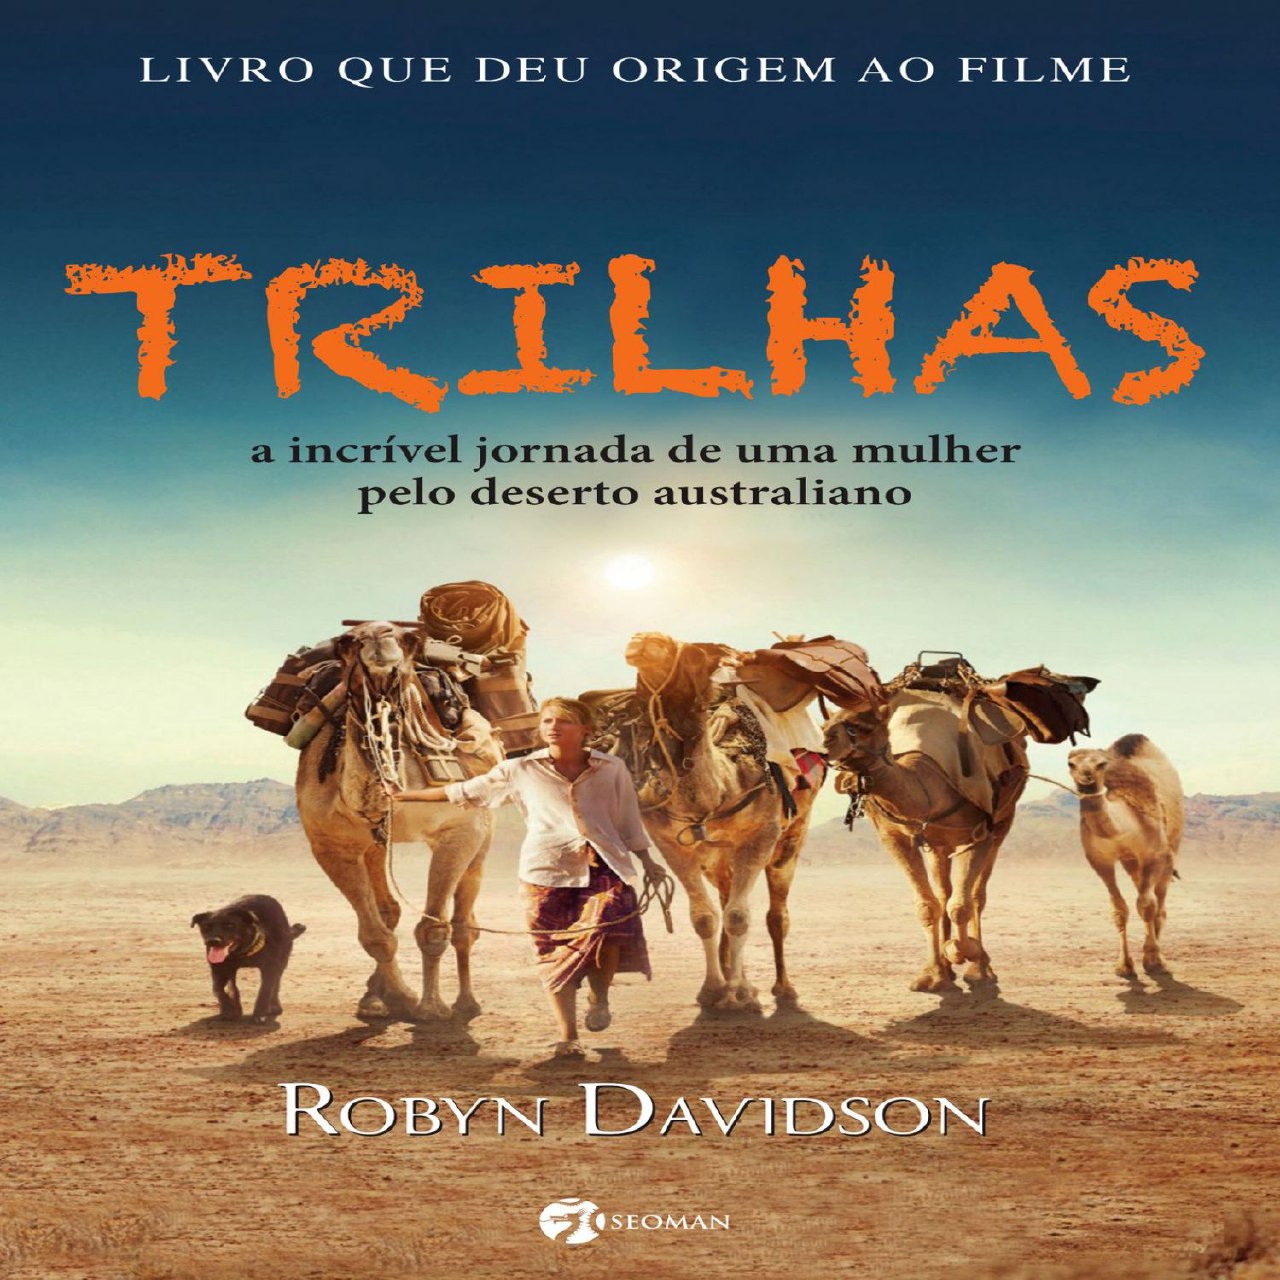 LIVRO QUE DEU ORIGEM AO FILME
TRILHAS
a incrível jornada de uma mulher
pelo deserto australiano
ROBYN DAVIDSON
SEOMAN